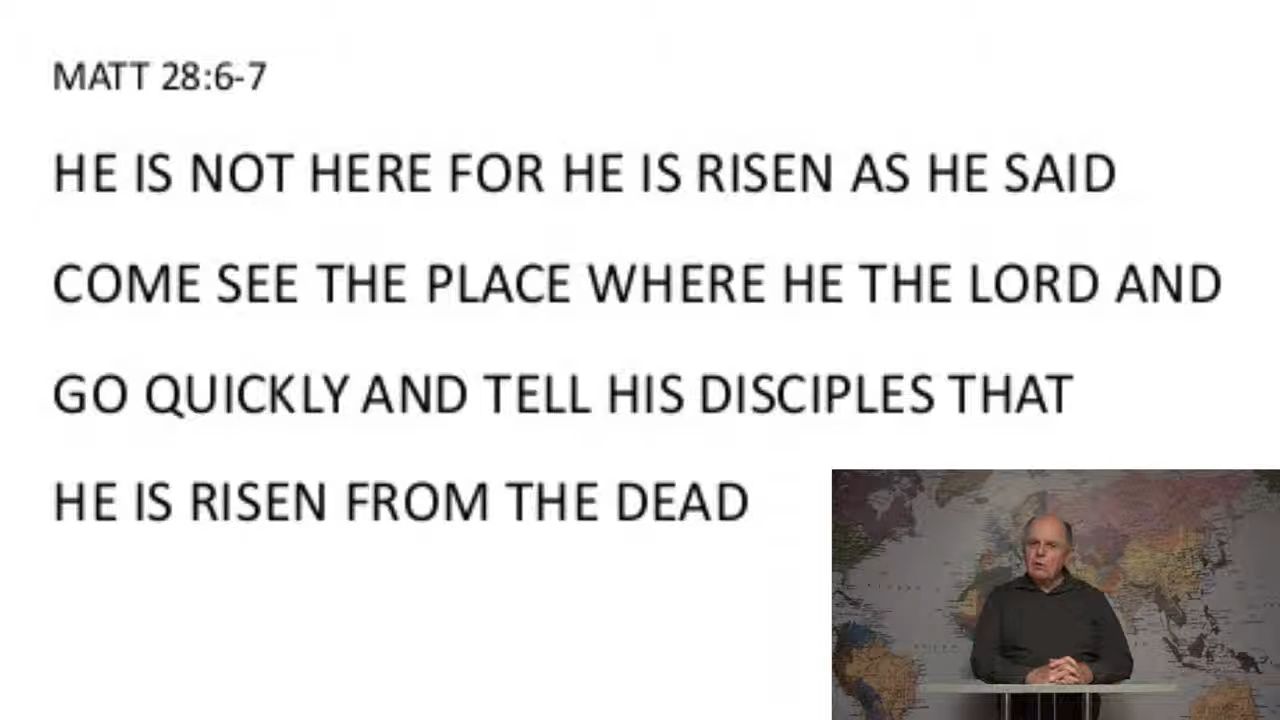 MATT 28:6-7
HE IS NOT HERE FOR HE IS RISEN AS HE SAID
COME SEE THE PLACE WHERE HE THE LORD AND
GO QUICKLY AND TELL HIS DISCIPLES THAT
HE IS RISEN FROM THE DEAD